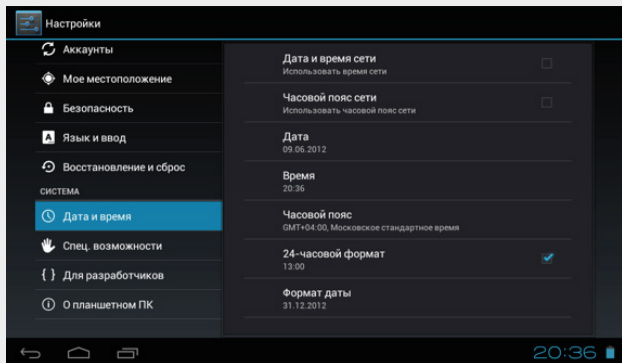 Настройки
Аккаунты
Мое местоположение
Безопасность
Язык и ввод
Восстановление и сброс
СИСТЕМА
Дата и время
Спец. возможности
Для разработчиков
О планшетном ПК
Дата и время сети
Использовать время сети
Часовой пояс сети
Использовать часовой пояс сети
Дата
09.06.2012
Время
20:36
Часовой пояс
GMT+04:00, Московское стандартное время
24-часовой формат
13:00
Формат даты
31.12.2012
20:36